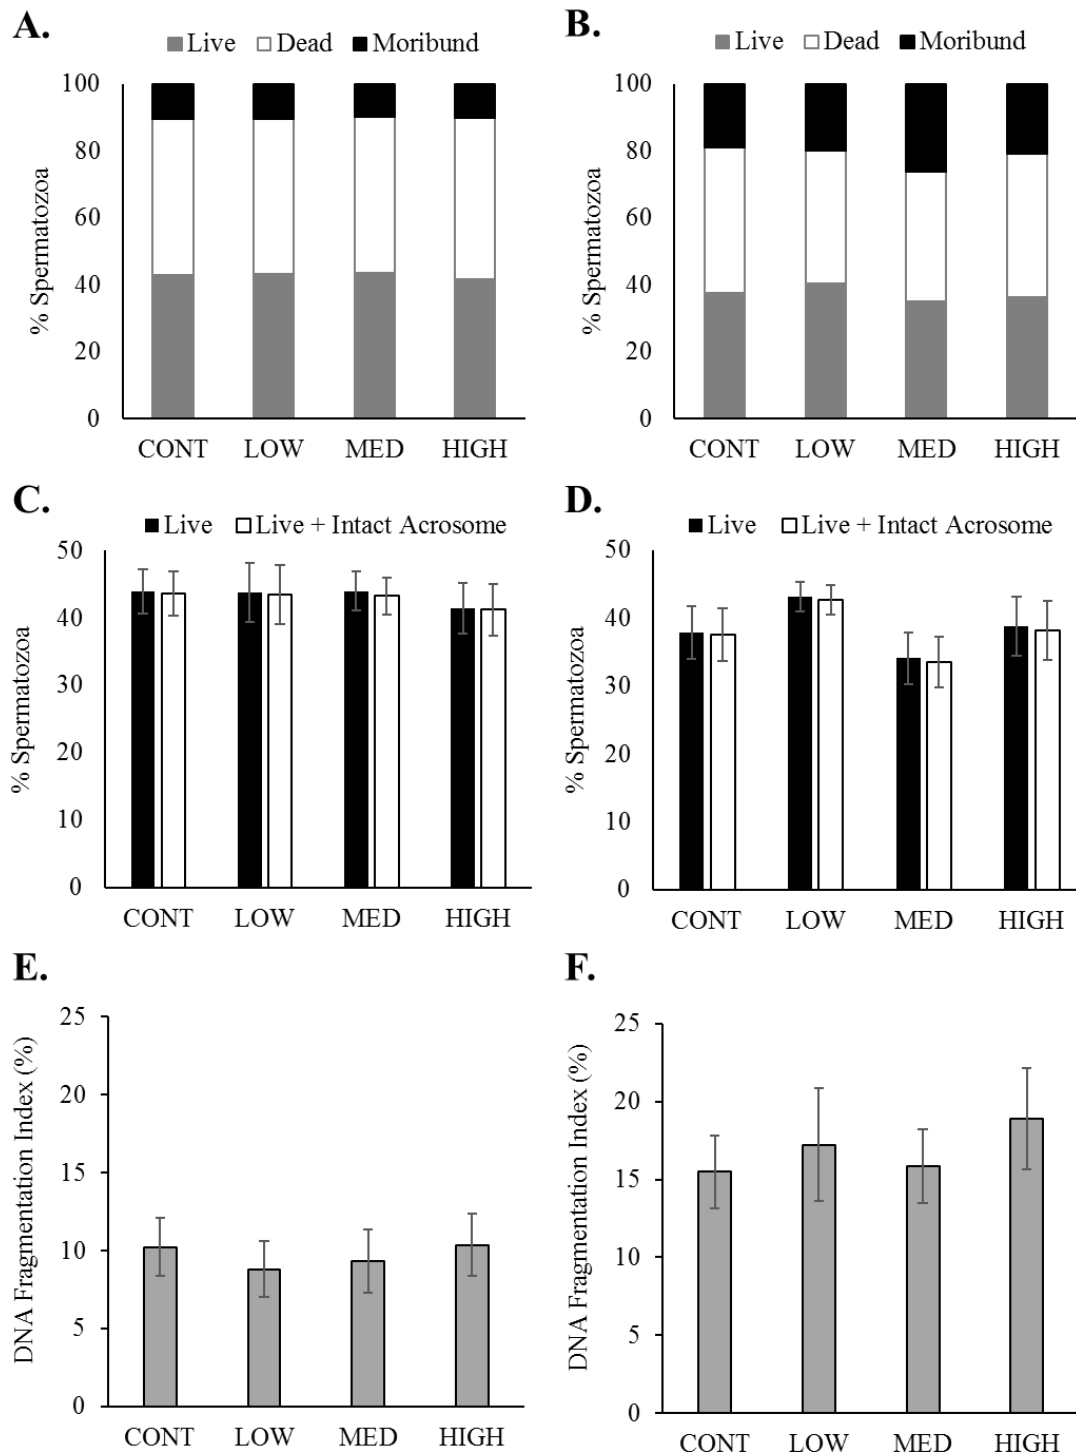 A.
Live Dead Moribund
100
80
60
40
20
0
% Spermatozoa
CONT LOW MED HIGH
B.
Live Dead Moribund
100
80
60
40
20
0
% Spermatozoa
CONT LOW MED HIGH
C.
Live Live + Intact Acrosome
50
40
30
20
10
0
% Spermatozoa
CONT LOW MED HIGH
D.
Live Live + Intact Acrosome
50
40
30
20
10
0
% Spermatozoa
CONT LOW MED HIGH
E.
25
20
15
10
5
0
DNA Fragmentation Index (%)
CONT LOW MED HIGH
F.
25
20
15
10
5
0
DNA Fragmentation Index (%)
CONT LOW MED HIGH